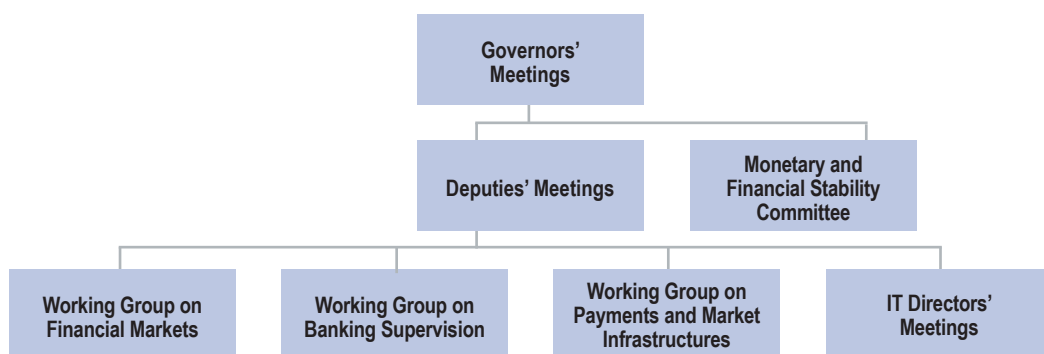 Governors’
Meetings
Deputies’ Meetings
Monetary and
Financial Stability
Committee
Working Group on
Financial Markets
Working Group on
Banking Supervision
Working Group on
Payments and Market
Infrastructures
IT Directors’
Meetings